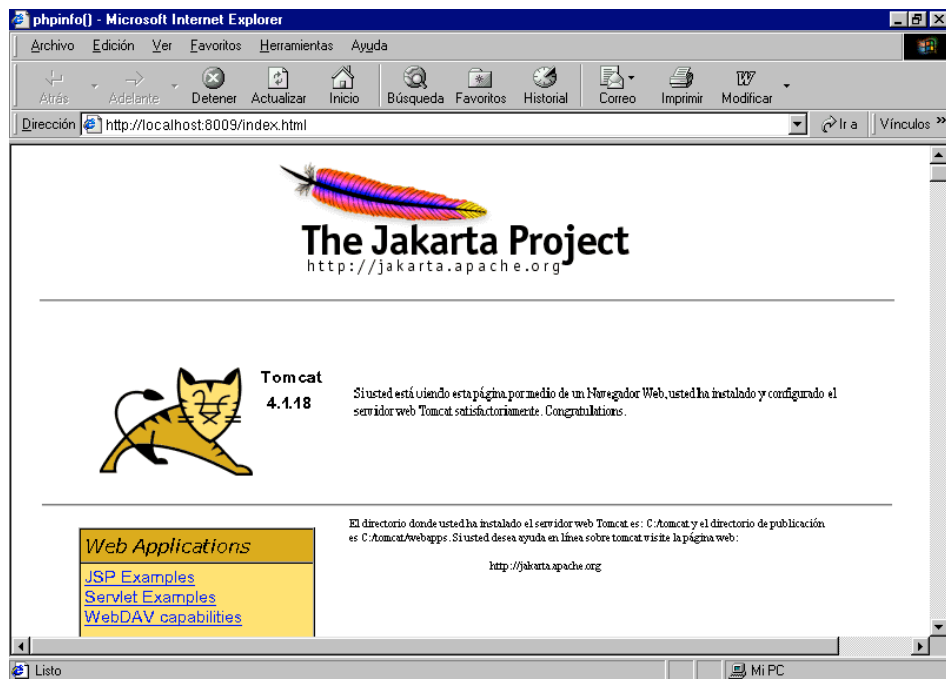 phpinfo() - Microsoft Internet Explorer
Archivo Edición Ver Favoritos Herramientas Ayuda
Atrás Adelante Detener Actualizar Inicio Búsqueda Favoritos Historial Correo Imprimir Modificar
Dirección http://localhost:8009/index.html Ir a Vínculos »
The Jakarta Project
http://jakarta.apache.org
Tomcat
4.1.18
Si usted está viendo esta página por medio de un Navegador Web, usted ha instalado y configurado el
servidor web Tomcat satisfactoriamente. Congratulations.
El directorio donde usted ha instalado el servidor web Tomcat es: C:/tomcat y el directorio de publicación
es C:/tomcat/webapps. Si usted desea ayuda en línea sobre tomcat visite la página web:
http://jakarta.apache.org
Web Applications
JSP Examples
Servlet Examples
WebDAV capabilities
Listo Mi PC